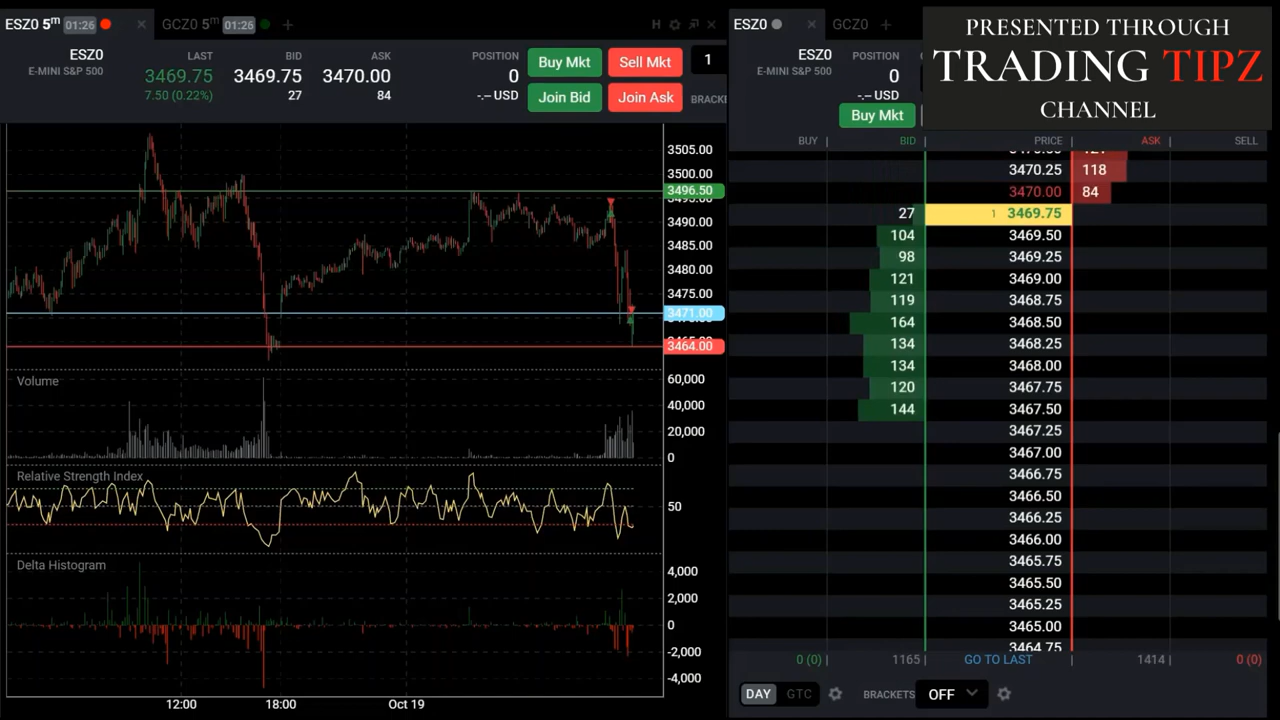 ESZ0 5m 01:26
GCZ0 5m 01:26
H
ESZ0
E-MINI S&P 500
LAST
3469.75
7.50 (0.22%)
BID
3469.75
27
ASK
3470.00
84
POSITION
0
-.-- USD
Buy Mkt
Sell Mkt
Join Bid
Join Ask
1
3505.00
3500.00
3496.50
3490.00
3485.00
3480.00
3475.00
3471.00
3464.00
Volume
60,000
40,000
20,000
0
Relative Strength Index
50
Delta Histogram
4,000
2,000
0
-2,000
-4,000
12:00 18:00 Oct 19
ESZ0
GCZ0
ESZ0
E-MINI S&P 500
POSITION
0
-.-- USD
Buy Mkt
PRESENTED THROUGH
TRADING TIPZ
CHANNEL
BUY BID PRICE ASK SELL
3470.25 118
3470.00 84
27 1 3469.75
104 3469.50
98 3469.25
121 3469.00
119 3468.75
164 3468.50
134 3468.25
134 3468.00
120 3467.75
144 3467.50
3467.25
3467.00
3466.75
3466.50
3466.25
3466.00
3465.75
3465.50
3465.25
3465.00
3464.75
0 (0) 1165 GO TO LAST 1414 0 (0)
DAY GTC BRACKETS OFF